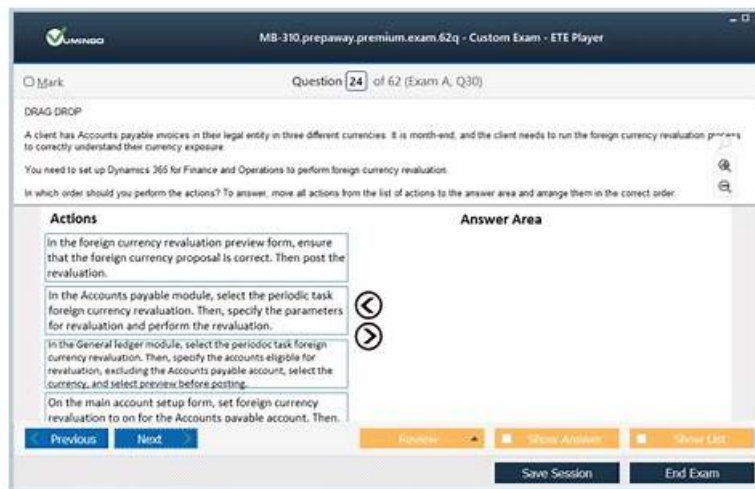 VUMINGO
MB-310.prepaway.premium.exam.62q - Custom Exam - ETE Player
Mark
Question 24 of 62 (Exam A, Q30)
DRAG DROP
A client has Accounts payable invoices in their legal entity in three different currencies. It is month-end, and the client needs to run the foreign currency revaluation process
to correctly understand their currency exposure.
You need to set up Dynamics 365 for Finance and Operations to perform foreign currency revaluation.
In which order should you perform the actions? To answer, move all actions from the list of actions to the answer area and arrange them in the correct order.
Actions
Answer Area
In the foreign currency revaluation preview form, ensure
that the foreign currency proposal is correct. Then post the
revaluation.
In the Accounts payable module, select the periodic task
foreign currency revaluation. Then, specify the parameters
for revaluation and perform the revaluation.
In the General ledger module, select the periodoc task foreign
currency revaluation. Then, specify the accounts eligible for
revaluation, excluding the Accounts payable account, select the
currency, and select preview before posting.
On the main account setup form, set foreign currency
revaluation to on for the Accounts payable account. Then,
Previous
Next
Review
Show Answer
Show List
Save Session
End Exam